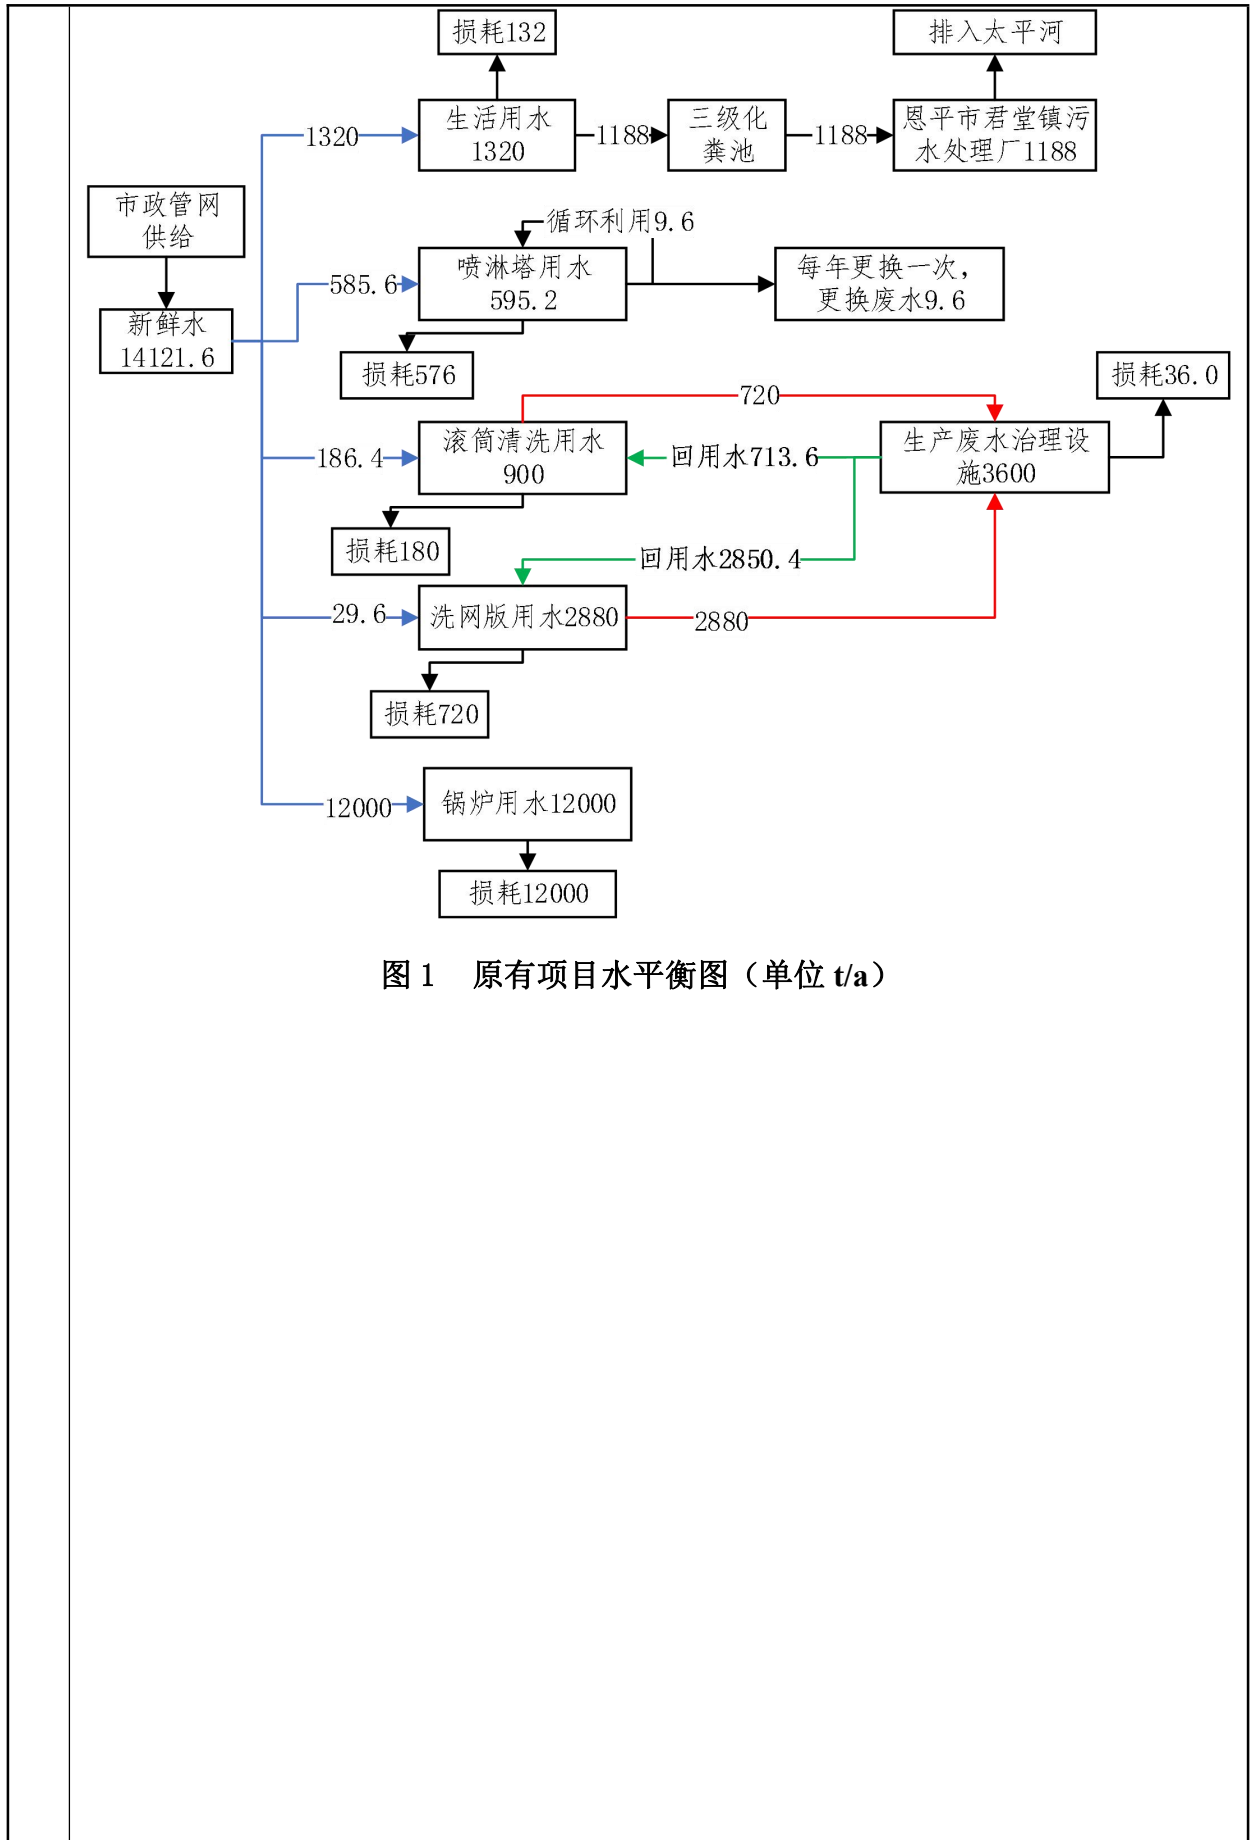 损耗132
排入太平河
1320
生活用水
1320
1188
三级化
粪池
1188
恩平市君堂镇污
水处理厂1188
市政管网
供给
循环利用9.6
585.6
喷淋塔用水
595.2
每年更换一次，
更换废水9.6
新鲜水
14121.6
损耗576
损耗36.0
720
186.4
滚筒清洗用水
900
回用水713.6
生产废水治理设
施3600
损耗180
回用水2850.4
29.6
洗网版用水2880
2880
损耗720
12000
锅炉用水12000
损耗12000
图 1 原有项目水平衡图（单位 t/a）